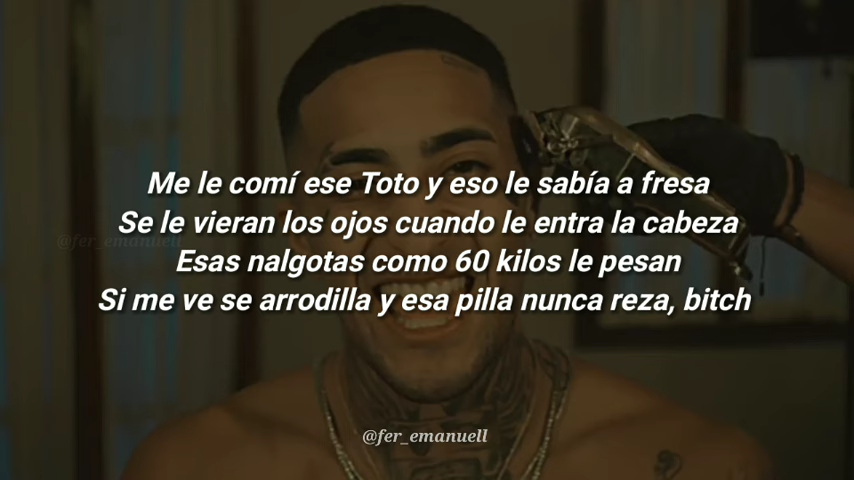 Me le comí ese Toto y eso le sabía a fresa
Se le vieran los ojos cuando le entra la cabeza
@fer_emanuell
Esas nalgotas como 60 kilos le pesan
Si me ve se arrodilla y esa pilla nunca reza, bitch
@fer_emanuell